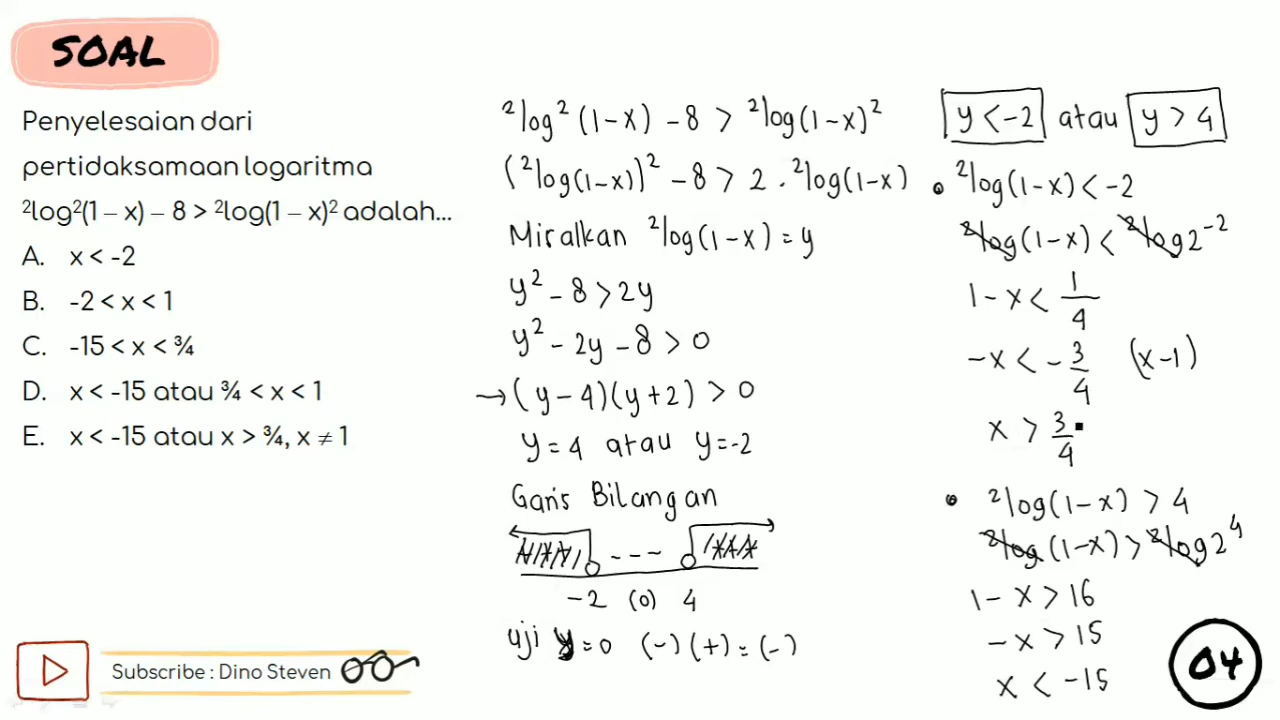 SOAL
Penyelesaian dari
pertidaksamaan logaritma
²log²(1 – x) – 8 > ²log(1 – x)² adalah...
A. x < -2
B. -2 < x < 1
C. -15 < x < ¾
D. x < -15 atau ¾ < x < 1
E. x < -15 atau x > ¾, x ≠ 1
Subscribe : Dino Steven
²log²(1-x) - 8 > ²log(1-x)²
(²log(1-x))² - 8 > 2 . ²log(1-x)
Misalkan ²log(1-x) = y
y² - 8 > 2y
y² - 2y - 8 > 0
→ (y - 4)(y + 2) > 0
y = 4 atau y = -2
Garis Bilangan
- - -
-2 (0) 4
uji y = 0 (-)(+) = (-)
y < -2 atau y > 4
• ²log(1-x) < -2
²log(1-x) < ²log 2⁻²
1 - x < 1/4
-x < -3/4 (x-1)
x > 3/4
• ²log(1-x) > 4
²log(1-x) > ²log 2⁴
1 - x > 16
-x > 15
x < -15
04